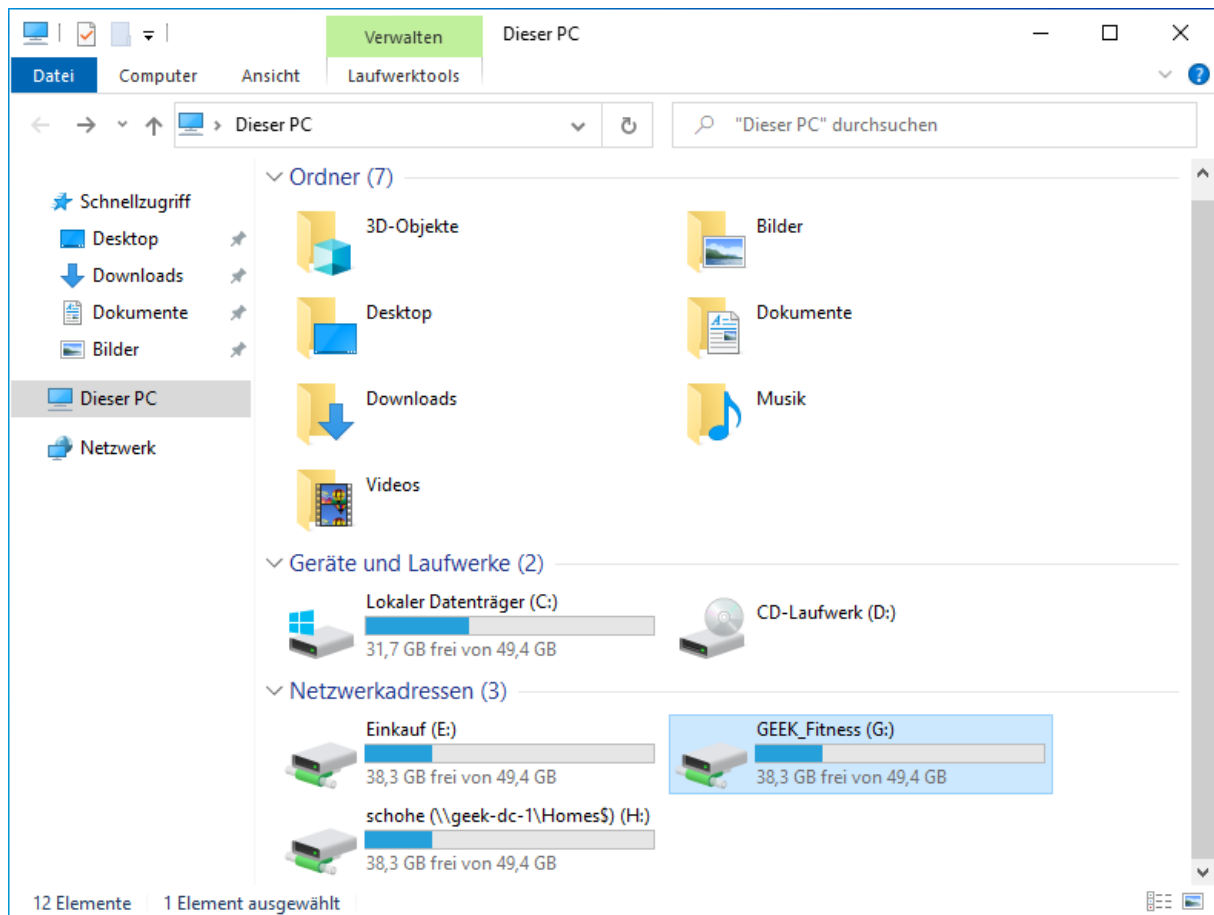 Verwalten
Dieser PC
Datei
Computer
Ansicht
Laufwerktools
Dieser PC
"Dieser PC" durchsuchen
Schnellzugriff
Desktop
Downloads
Dokumente
Bilder
Dieser PC
Netzwerk
Ordner (7)
3D-Objekte
Bilder
Desktop
Dokumente
Downloads
Musik
Videos
Geräte und Laufwerke (2)
Lokaler Datenträger (C:)
31,7 GB frei von 49,4 GB
CD-Laufwerk (D:)
Netzwerkadressen (3)
Einkauf (E:)
38,3 GB frei von 49,4 GB
GEEK_Fitness (G:)
38,3 GB frei von 49,4 GB
schohe (\\geek-dc-1\Homes$) (H:)
38,3 GB frei von 49,4 GB
12 Elemente
1 Element ausgewählt